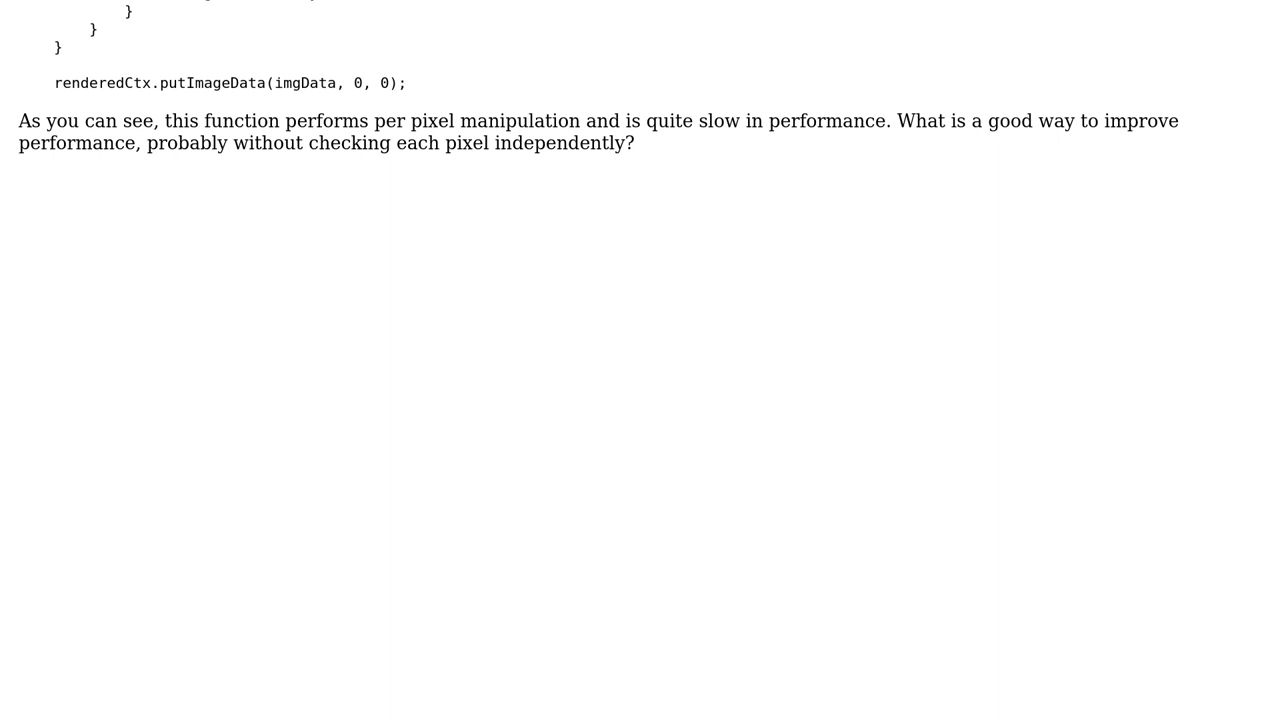 }
}
}
renderedCtx.putImageData(imgData, 0, 0);
As you can see, this function performs per pixel manipulation and is quite slow in performance. What is a good way to improve
performance, probably without checking each pixel independently?